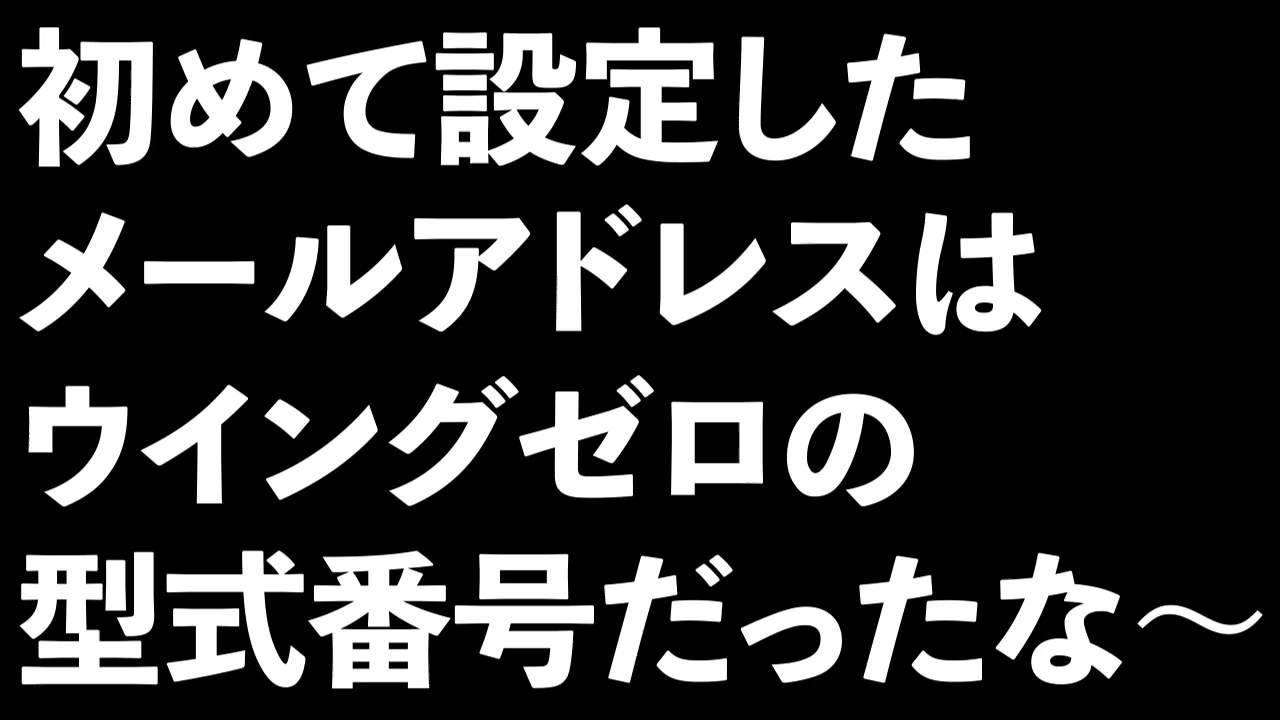 初めて設定した
メールアドレスは
ウイングゼロの
型式番号だったな～